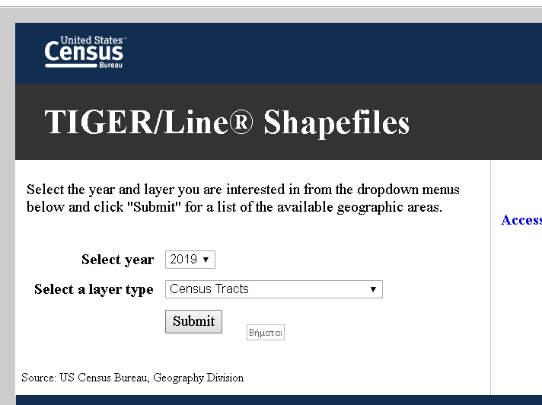 United States™
Census
Bureau
TIGER/Line® Shapefiles
Select the year and layer you are interested in from the dropdown menus
below and click "Submit" for a list of the available geographic areas.
Access
Select year 2019
Select a layer type Census Tracts
Submit
Βήματα:
Source: US Census Bureau, Geography Division